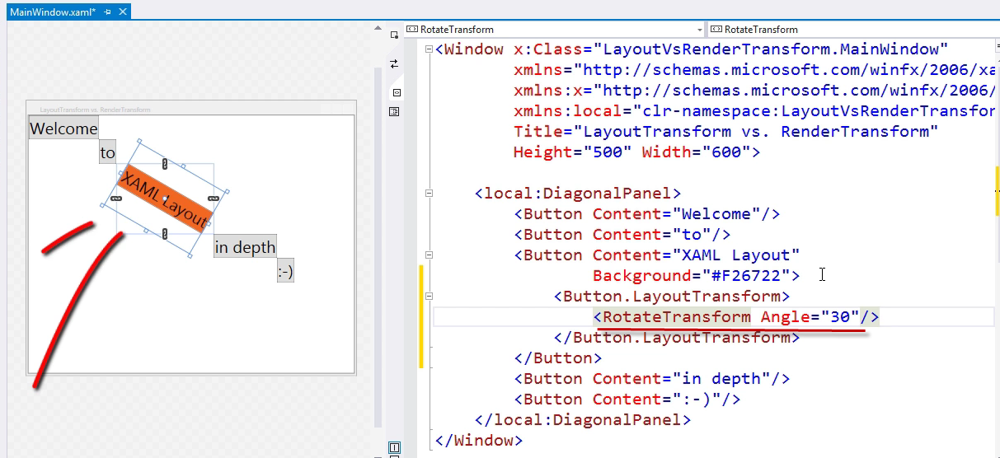 MainWindow.xaml*
LayoutTransform vs. RenderTransform
Welcome
to
XAML Layout
in depth
:-)
RotateTransform
RotateTransform
<Window x:Class="LayoutVsRenderTransform.MainWindow"
xmlns="http://schemas.microsoft.com/winfx/2006/xa
xmlns:x="http://schemas.microsoft.com/winfx/2006/
xmlns:local="clr-namespace:LayoutVsRenderTransfor
Title="LayoutTransform vs. RenderTransform"
Height="500" Width="600">
<local:DiagonalPanel>
<Button Content="Welcome"/>
<Button Content="to"/>
<Button Content="XAML Layout"
Background="#F26722">
<Button.LayoutTransform>
<RotateTransform Angle="30"/>
</Button.LayoutTransform>
</Button>
<Button Content="in depth"/>
<Button Content=":-)"/>
</local:DiagonalPanel>
</Window>